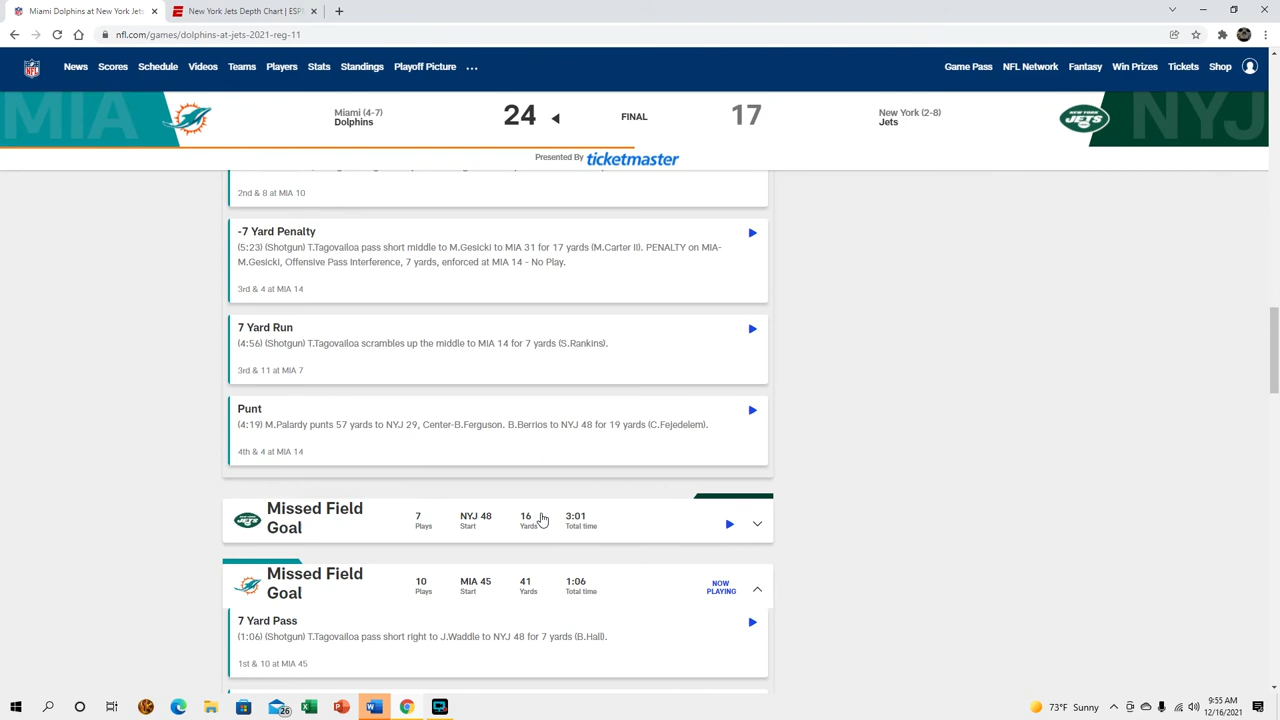 Miami Dolphins at New York Jets
New York Jets Depth Chart | ESPN
nfl.com/games/dolphins-at-jets-2021-reg-11
NFL
News Scores Schedule Videos Teams Players Stats Standings Playoff Picture ...
Game Pass NFL Network Fantasy Win Prizes Tickets Shop
MIA
Miami (4-7)
Dolphins
24
FINAL
17
New York (2-8)
Jets
JETS
NYJ
Presented By ticketmaster
2nd & 8 at MIA 10
-7 Yard Penalty
(5:23) (Shotgun) T.Tagovailoa pass short middle to M.Gesicki to MIA 31 for 17 yards (M.Carter II). PENALTY on MIA-
M.Gesicki, Offensive Pass Interference, 7 yards, enforced at MIA 14 - No Play.
3rd & 4 at MIA 14
7 Yard Run
(4:56) (Shotgun) T.Tagovailoa scrambles up the middle to MIA 14 for 7 yards (S.Rankins).
3rd & 11 at MIA 7
Punt
(4:19) M.Palardy punts 57 yards to NYJ 29, Center-B.Ferguson. B.Berrios to NYJ 48 for 19 yards (C.Fejedelem).
4th & 4 at MIA 14
Missed Field
Goal
7 NYJ 48 16 3:01
Plays Start Yards Total time
Missed Field
Goal
10 MIA 45 41 1:06
Plays Start Yards Total time
NOW
PLAYING
7 Yard Pass
(1:06) (Shotgun) T.Tagovailoa pass short right to J.Waddle to NYJ 48 for 7 yards (B.Hall).
1st & 10 at MIA 45
26
73°F Sunny
9:55 AM
12/16/2021